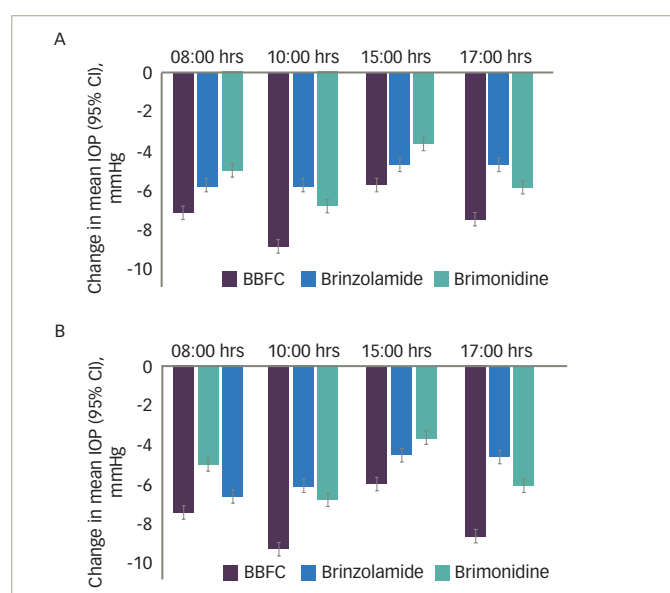 A
08:00 hrs 10:00 hrs 15:00 hrs 17:00 hrs
Change in mean IOP (95% CI),
mmHg
0
-2
-4
-6
-8
-10
BBFC Brinzolamide Brimonidine
B
08:00 hrs 10:00 hrs 15:00 hrs 17:00 hrs
Change in mean IOP (95% CI),
mmHg
0
-2
-4
-6
-8
-10
BBFC Brinzolamide Brimonidine